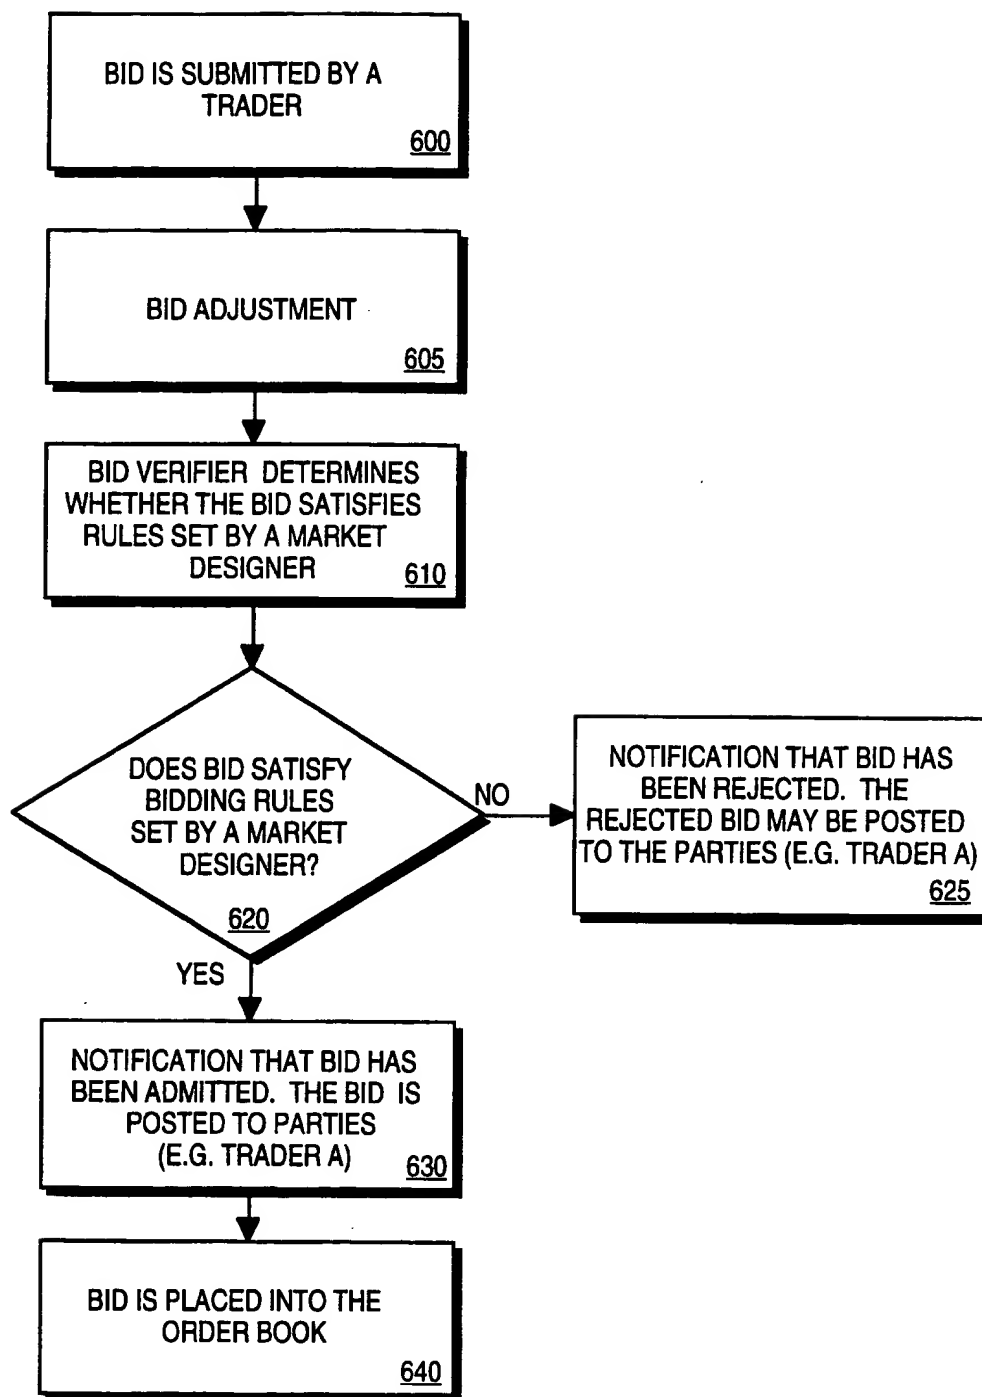 BID IS SUBMITTED BY A
TRADER
600
BID ADJUSTMENT
605
BID VERIFIER DETERMINES
WHETHER THE BID SATISFIES
RULES SET BY A MARKET
DESIGNER
610
DOES BID SATISFY
BIDDING RULES
SET BY A MARKET
DESIGNER?
620
NO
NOTIFICATION THAT BID HAS
BEEN REJECTED. THE
REJECTED BID MAY BE POSTED
TO THE PARTIES (E.G. TRADER A)
625
YES
NOTIFICATION THAT BID HAS
BEEN ADMITTED. THE BID IS
POSTED TO PARTIES
(E.G. TRADER A)
630
BID IS PLACED INTO THE
ORDER BOOK
640